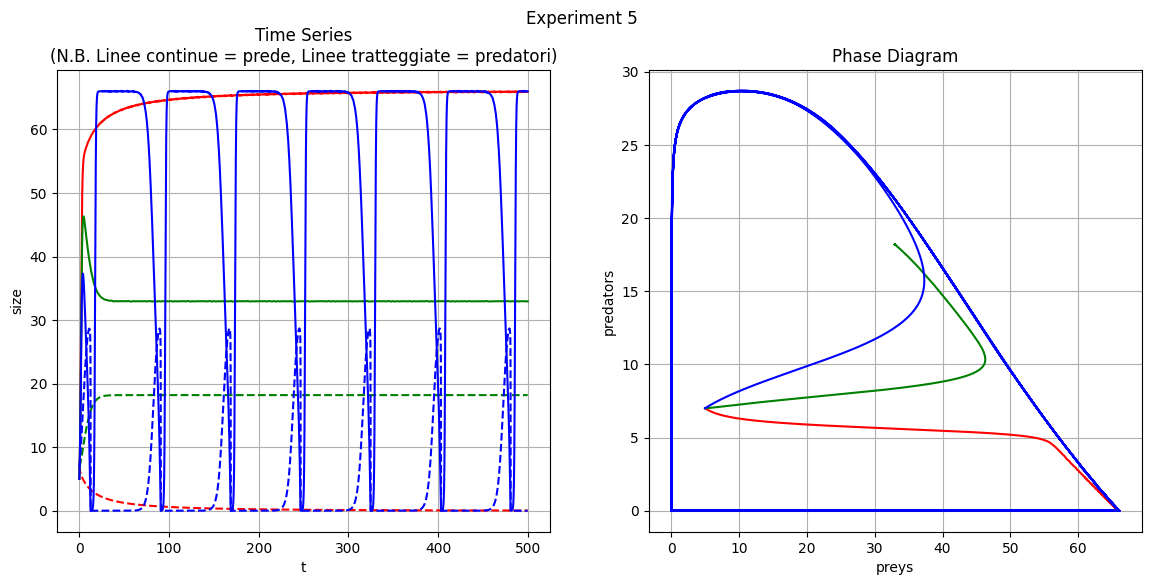 Experiment 5
Time Series
(N.B. Linee continue = prede, Linee tratteggiate = predatori)
size
60
50
40
30
20
10
0
0 100 200 300 400 500
t
Phase Diagram
predators
30
25
20
15
10
5
0
0 10 20 30 40 50 60
preys